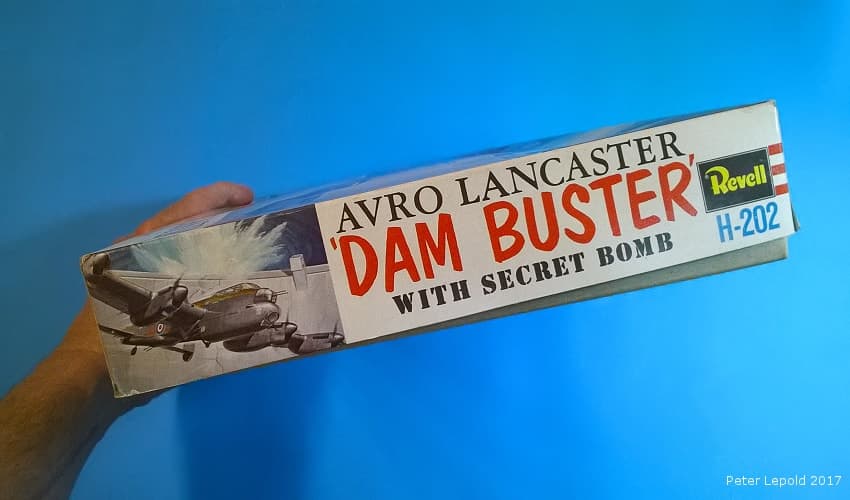 AVRO LANCASTER
'DAM BUSTER'
WITH SECRET BOMB
Revell
H-202
Peter Lepold 2017